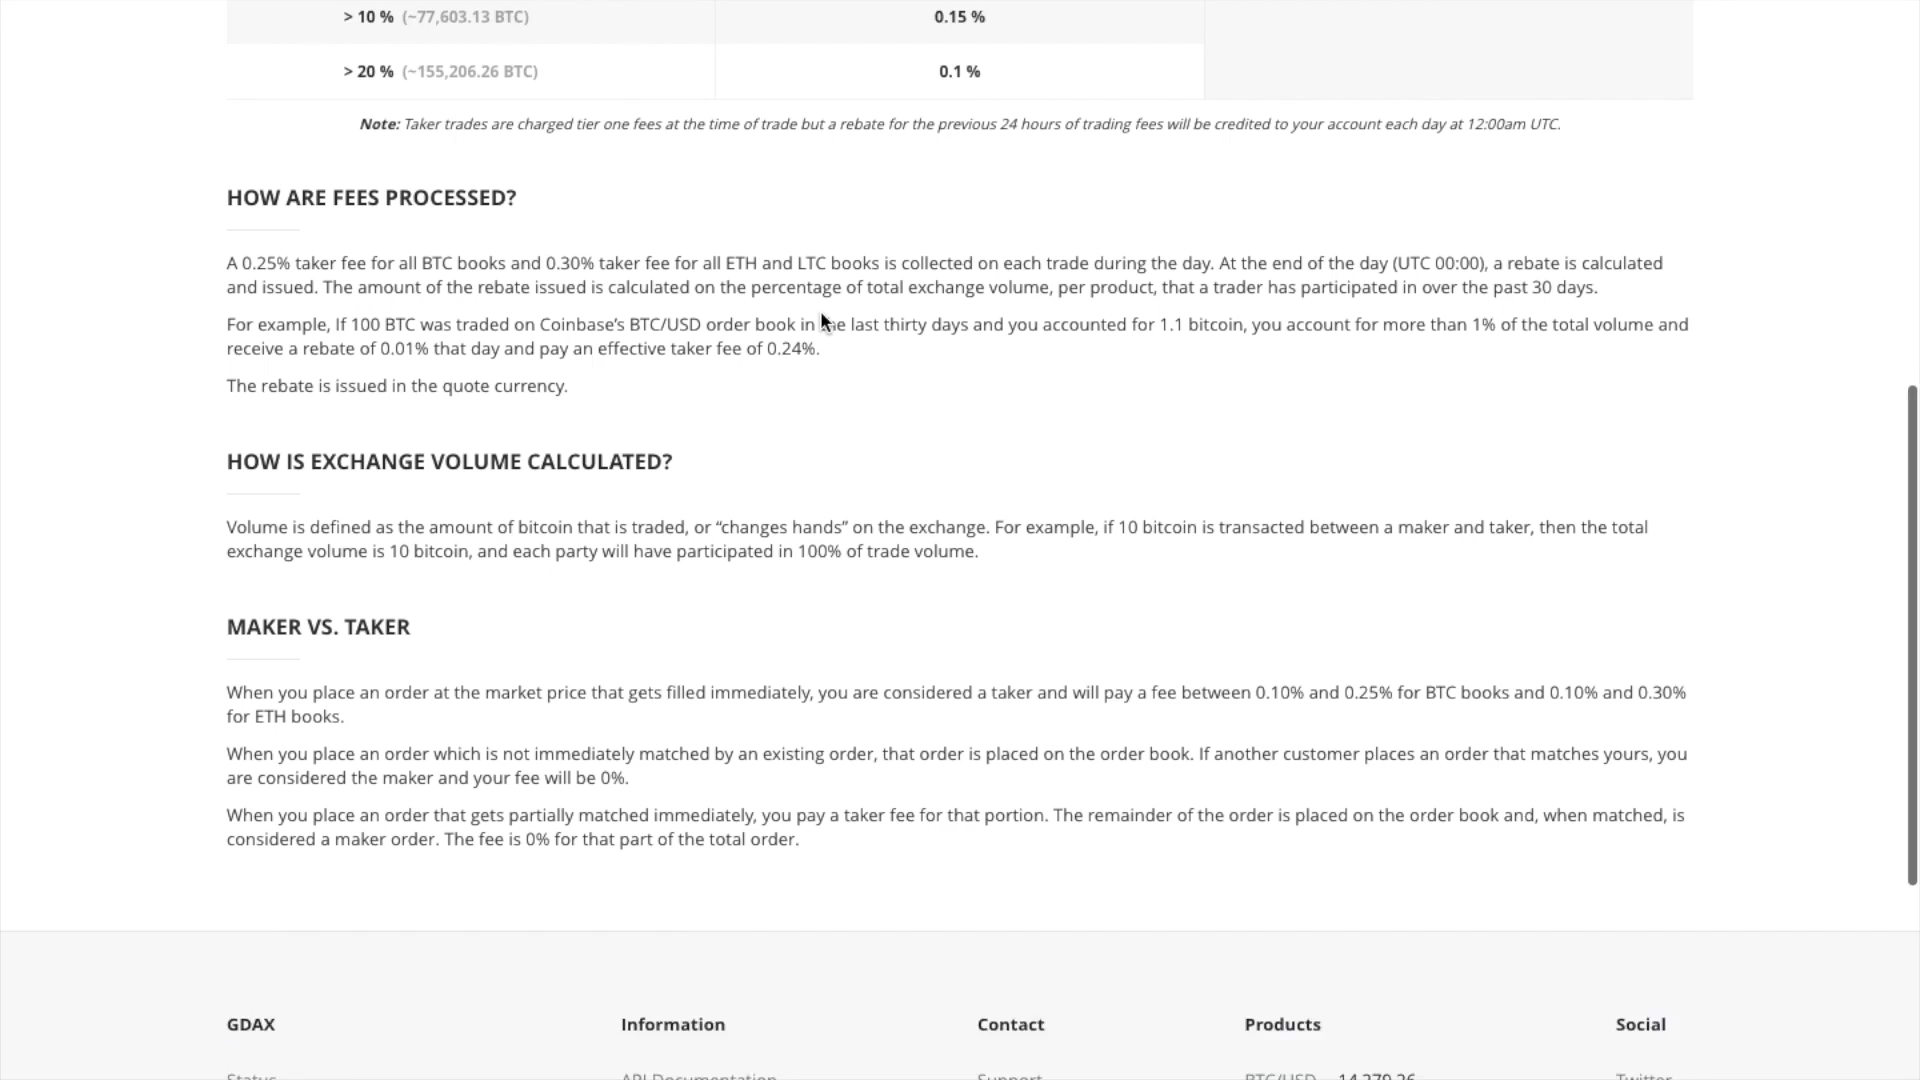 > 10 % (~77,603.13 BTC) 0.15 %
> 20 % (~155,206.26 BTC) 0.1 %
Note: Taker trades are charged tier one fees at the time of trade but a rebate for the previous 24 hours of trading fees will be credited to your account each day at 12:00am UTC.
HOW ARE FEES PROCESSED?
A 0.25% taker fee for all BTC books and 0.30% taker fee for all ETH and LTC books is collected on each trade during the day. At the end of the day (UTC 00:00), a rebate is calculated
and issued. The amount of the rebate issued is calculated on the percentage of total exchange volume, per product, that a trader has participated in over the past 30 days.
For example, If 100 BTC was traded on Coinbase’s BTC/USD order book in the last thirty days and you accounted for 1.1 bitcoin, you account for more than 1% of the total volume and
receive a rebate of 0.01% that day and pay an effective taker fee of 0.24%.
The rebate is issued in the quote currency.
HOW IS EXCHANGE VOLUME CALCULATED?
Volume is defined as the amount of bitcoin that is traded, or “changes hands” on the exchange. For example, if 10 bitcoin is transacted between a maker and taker, then the total
exchange volume is 10 bitcoin, and each party will have participated in 100% of trade volume.
MAKER VS. TAKER
When you place an order at the market price that gets filled immediately, you are considered a taker and will pay a fee between 0.10% and 0.25% for BTC books and 0.10% and 0.30%
for ETH books.
When you place an order which is not immediately matched by an existing order, that order is placed on the order book. If another customer places an order that matches yours, you
are considered the maker and your fee will be 0%.
When you place an order that gets partially matched immediately, you pay a taker fee for that portion. The remainder of the order is placed on the order book and, when matched, is
considered a maker order. The fee is 0% for that part of the total order.
GDAX Information Contact Products Social
Status API Documentation Support BTC/USD 14,279.26 Twitter